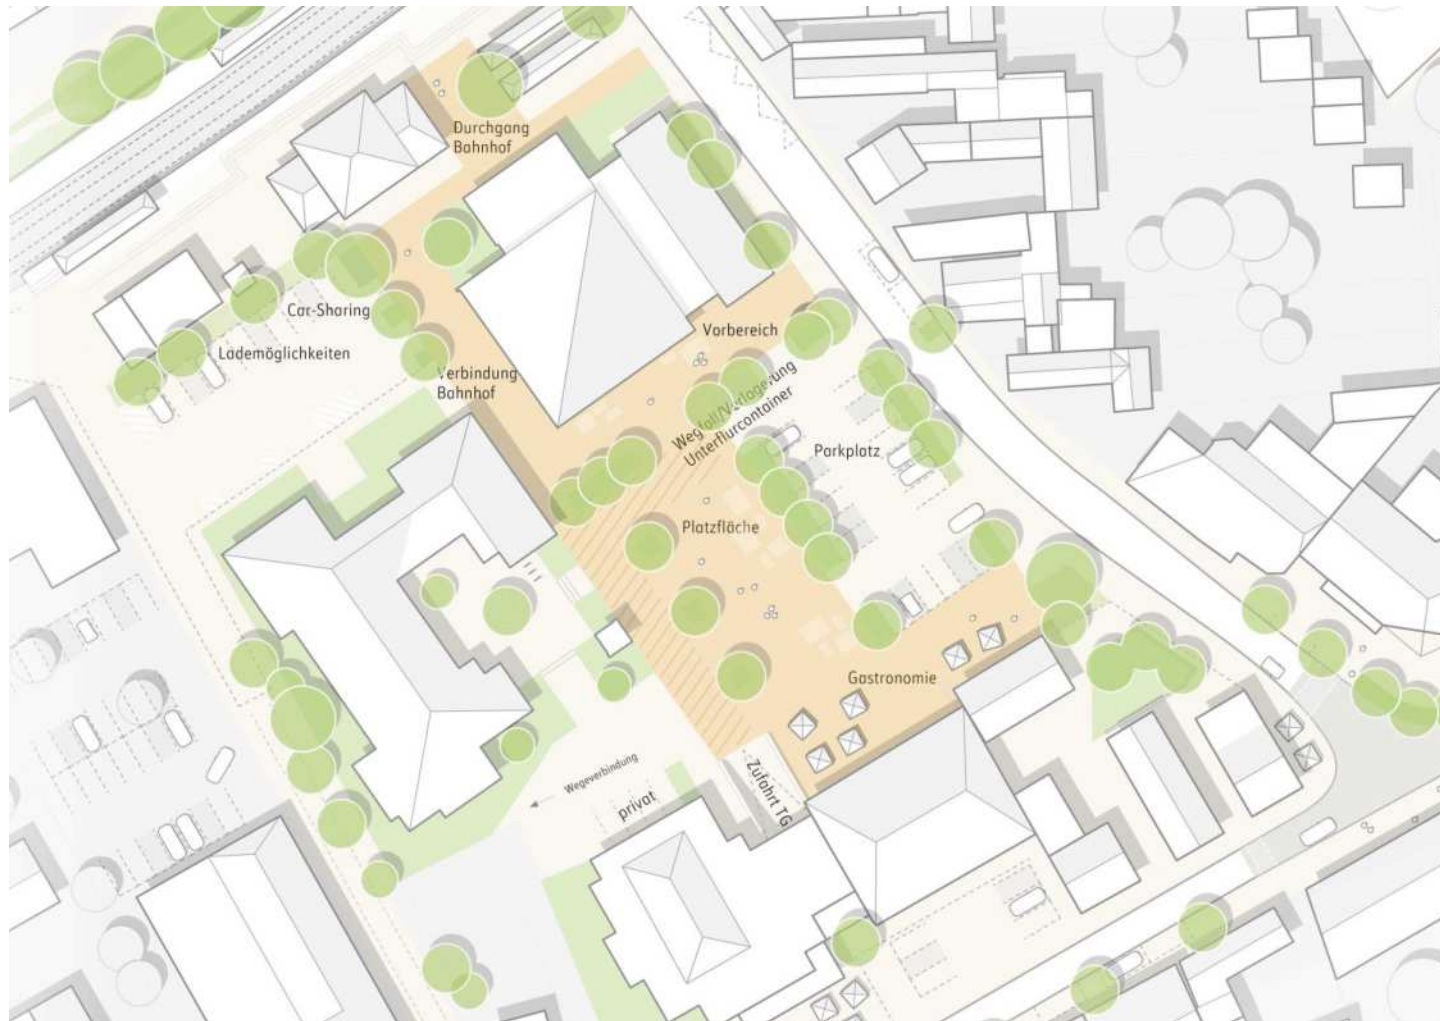 Durchgang
Bahnhof
Car-Sharing
Lademöglichkeiten
Verbindung
Bahnhof
Vorbereich
Wegfall/Verlagerung
Unterflurcontainer
Parkplatz
Platzfläche
Gastronomie
Wegeverbindung
privat
Zufahrt TG